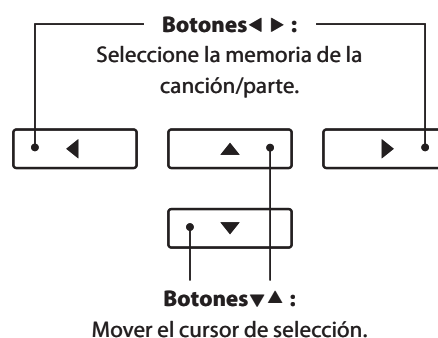 Botones◀ ▶ :
Seleccione la memoria de la
canción/parte.
Botones▼▲ :
Mover el cursor de selección.